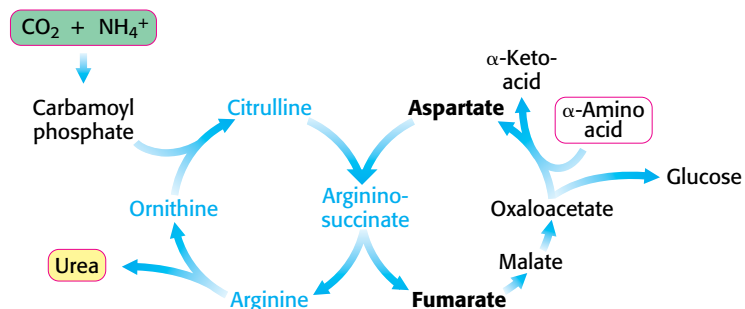 CO₂ + NH₄⁺
α-Keto-
acid
Carbamoyl
phosphate
Citrulline
Aspartate
α-Amino
acid
Glucose
Ornithine
Arginino-
succinate
Oxaloacetate
Urea
Malate
Arginine
Fumarate